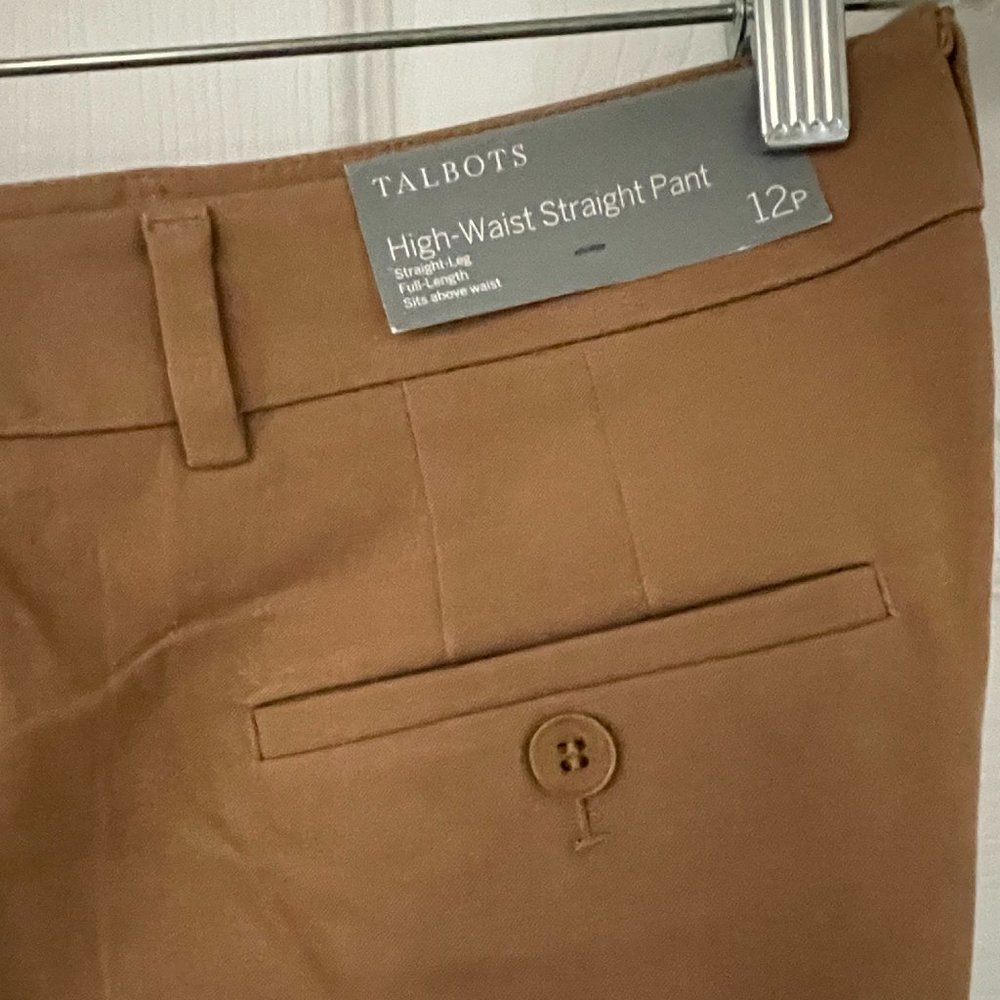 TALBOTS
High-Waist Straight Pant
12P
Straight-Leg
Full-Length
Sits above waist